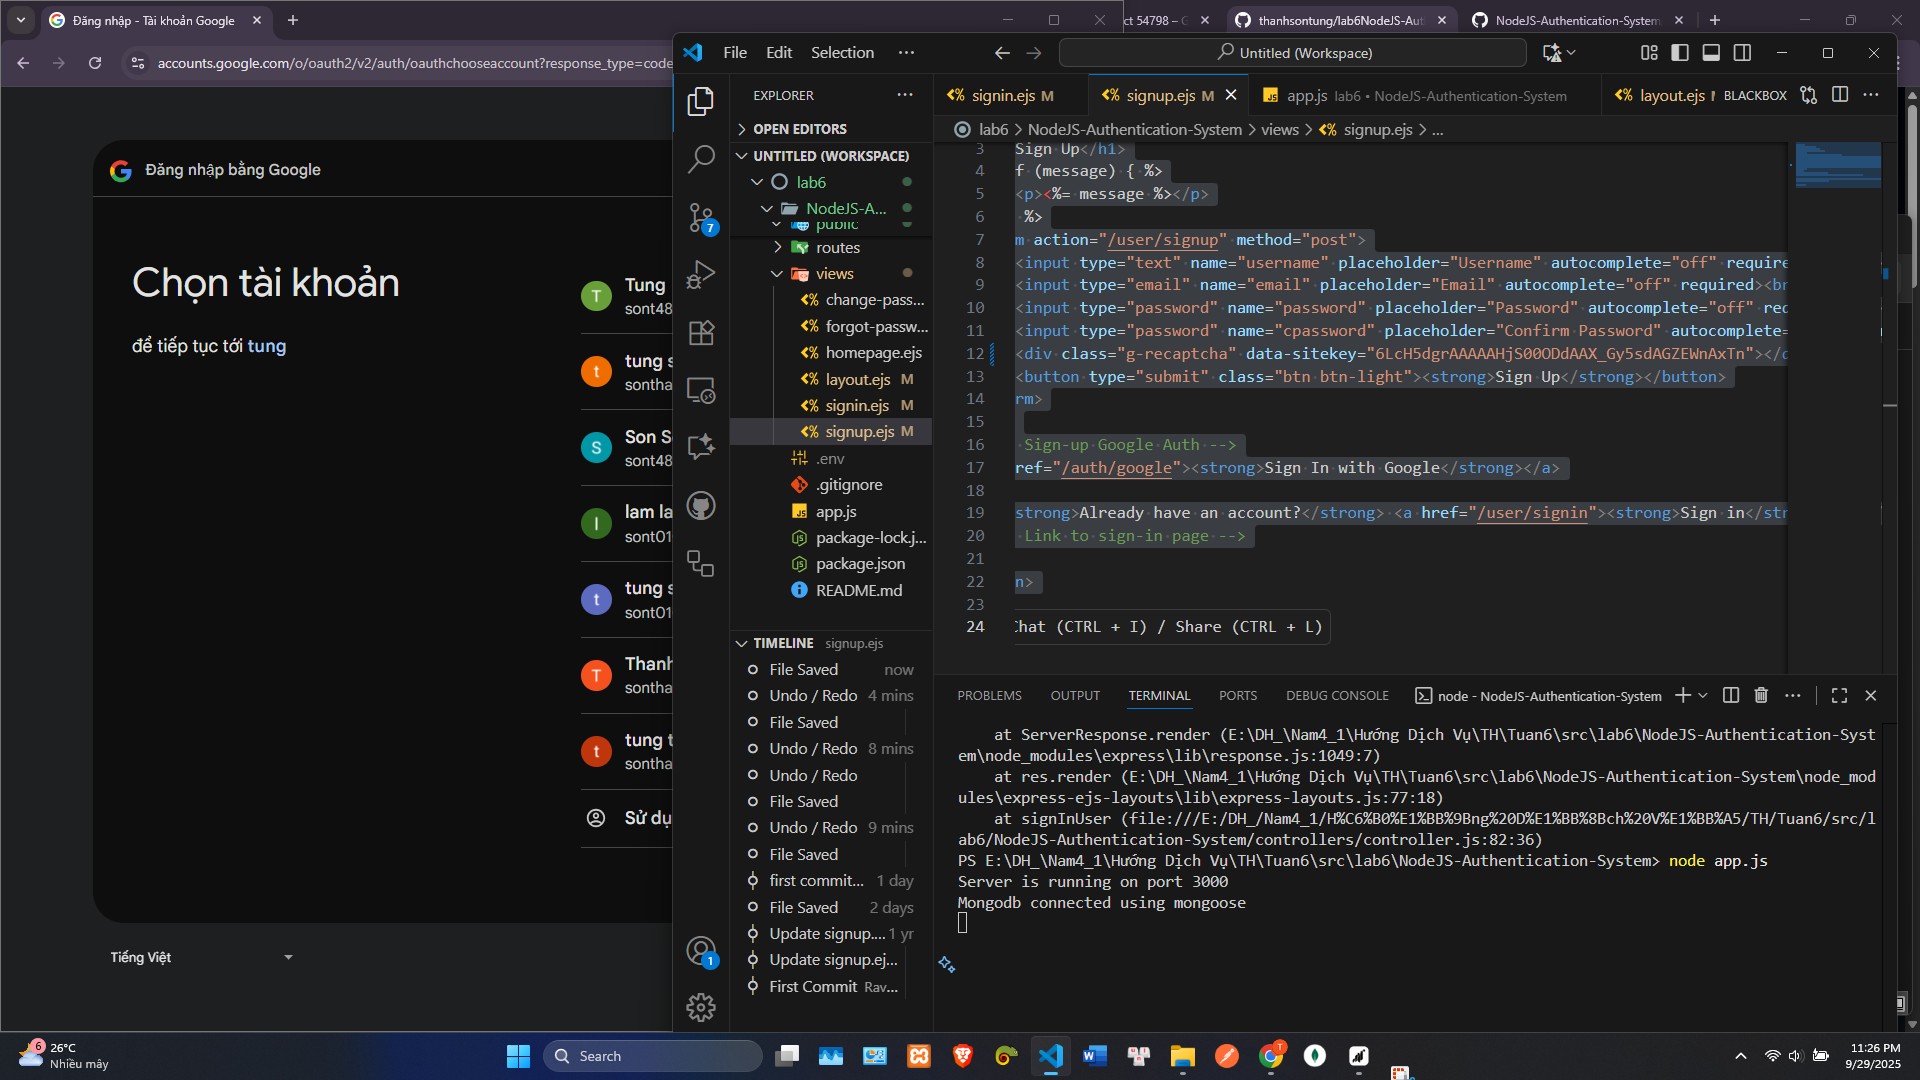 Đăng nhập - Tài khoản Google
ct 54798 – G
thanhsontung/lab6NodeJS-Aut
NodeJS-Authentication-System
accounts.google.com/o/oauth2/v2/auth/oauthchooseaccount?response_type=code
File Edit Selection ...
Untitled (Workspace)
Đăng nhập bằng Google
Chọn tài khoản
để tiếp tục tới tung
T
Tung
sont48
tung s
sontha
S
Son S
sont48
lam la
sont01
t
tung s
sont01
T
Thanh
sontha
t
tung t
sontha
Sử dụ
Tiếng Việt
EXPLORER
OPEN EDITORS
UNTITLED (WORKSPACE)
lab6
NodeJS-A...
public
routes
views
change-pass...
forgot-passw...
homepage.ejs
layout.ejs M
signin.ejs M
signup.ejs M
.env
.gitignore
app.js
package-lock.j...
package.json
README.md
7
1
TIMELINE signup.ejs
File Saved now
Undo / Redo 4 mins
File Saved
Undo / Redo 8 mins
Undo / Redo
File Saved
Undo / Redo 9 mins
File Saved
first commit... 1 day
File Saved 2 days
Update signup.... 1 yr
Update signup.ej...
First Commit Rav...
signin.ejs M
signup.ejs M
app.js lab6 • NodeJS-Authentication-System
layout.ejs
BLACKBOX
lab6 > NodeJS-Authentication-System > views > signup.ejs > ...
3 Sign Up</h1>
4 f (message) { %>
5 <p><%= message %></p>
6 %>
7 m action="/user/signup" method="post">
8 <input type="text" name="username" placeholder="Username" autocomplete="off" require
9 <input type="email" name="email" placeholder="Email" autocomplete="off" required><br
10 <input type="password" name="password" placeholder="Password" autocomplete="off" req
11 <input type="password" name="cpassword" placeholder="Confirm Password" autocomplete=
12 <div class="g-recaptcha" data-sitekey="6LcH5dgrAAAAAHjS00ODdAAX_Gy5sdAGZEWnAxTn"></d
13 <button type="submit" class="btn btn-light"><strong>Sign Up</strong></button>
14 rm>
15
16 Sign-up Google Auth -->
17 ref="/auth/google"><strong>Sign In with Google</strong></a>
18
19 strong>Already have an account?</strong> <a href="/user/signin"><strong>Sign in</str
20 Link to sign-in page -->
21
22 n>
23
24 Chat (CTRL + I) / Share (CTRL + L)
PROBLEMS OUTPUT TERMINAL PORTS DEBUG CONSOLE
node - NodeJS-Authentication-System
at ServerResponse.render (E:\DH_\Nam4_1\Hướng Dịch Vụ\TH\Tuan6\src\lab6\NodeJS-Authentication-Syst
em\node_modules\express\lib\response.js:1049:7)
at res.render (E:\DH_\Nam4_1\Hướng Dịch Vụ\TH\Tuan6\src\lab6\NodeJS-Authentication-System\node_mod
ules\express-ejs-layouts\lib\express-layouts.js:77:18)
at signInUser (file:///E:/DH_/Nam4_1/H%C6%B0%E1%BB%9Bng%20D%E1%BB%8Bch%20V%E1%BB%A5/TH/Tuan6/src/l
ab6/NodeJS-Authentication-System/controllers/controller.js:82:36)
PS E:\DH_\Nam4_1\Hướng Dịch Vụ\TH\Tuan6\src\lab6\NodeJS-Authentication-System> node app.js
Server is running on port 3000
Mongodb connected using mongoose
6
26°C
Nhiều mây
Search
11:26 PM
9/29/2025